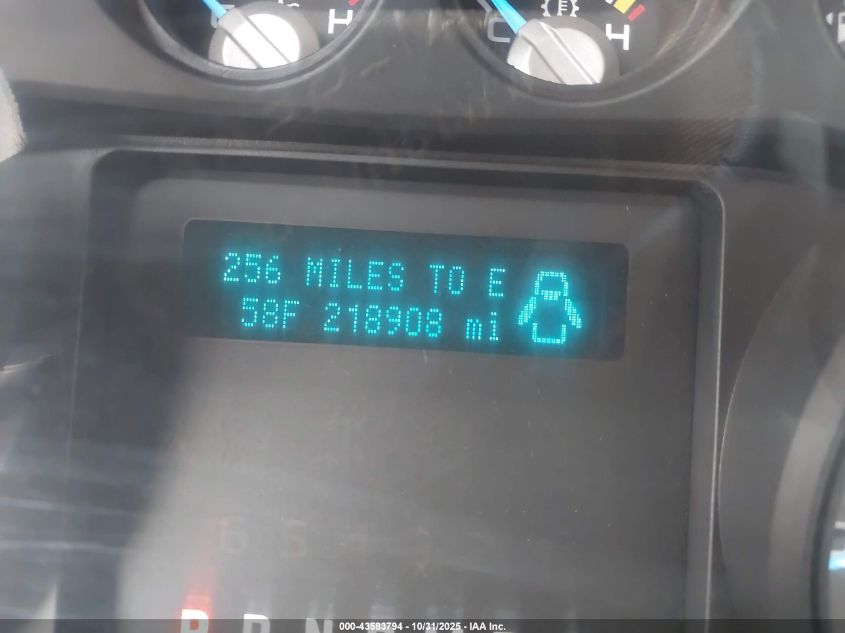 C H
C H
256 MILES TO E
58F 218908 mi
P R N
000-43583794 - 10/31/2025 - IAA Inc.